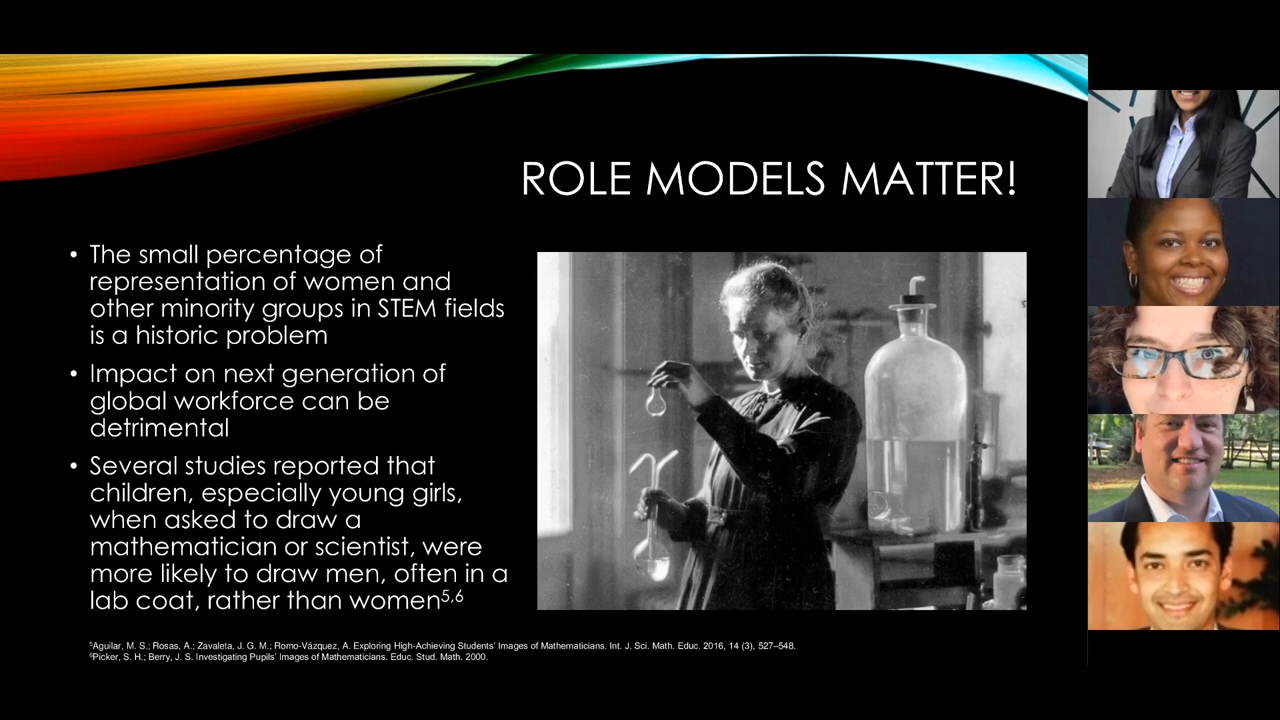 ROLE MODELS MATTER!
• The small percentage of
representation of women and
other minority groups in STEM fields
is a historic problem
• Impact on next generation of
global workforce can be
detrimental
• Several studies reported that
children, especially young girls,
when asked to draw a
mathematician or scientist, were
more likely to draw men, often in a
lab coat, rather than women⁵,⁶
⁵Aguilar, M. S.; Rosas, A.; Zavaleta, J. G. M.; Romo-Vázquez, A. Exploring High-Achieving Students' Images of Mathematicians. Int. J. Sci. Math. Educ. 2016, 14 (3), 527–548.
⁶Picker, S. H.; Berry, J. S. Investigating Pupils' Images of Mathematicians. Educ. Stud. Math. 2000.